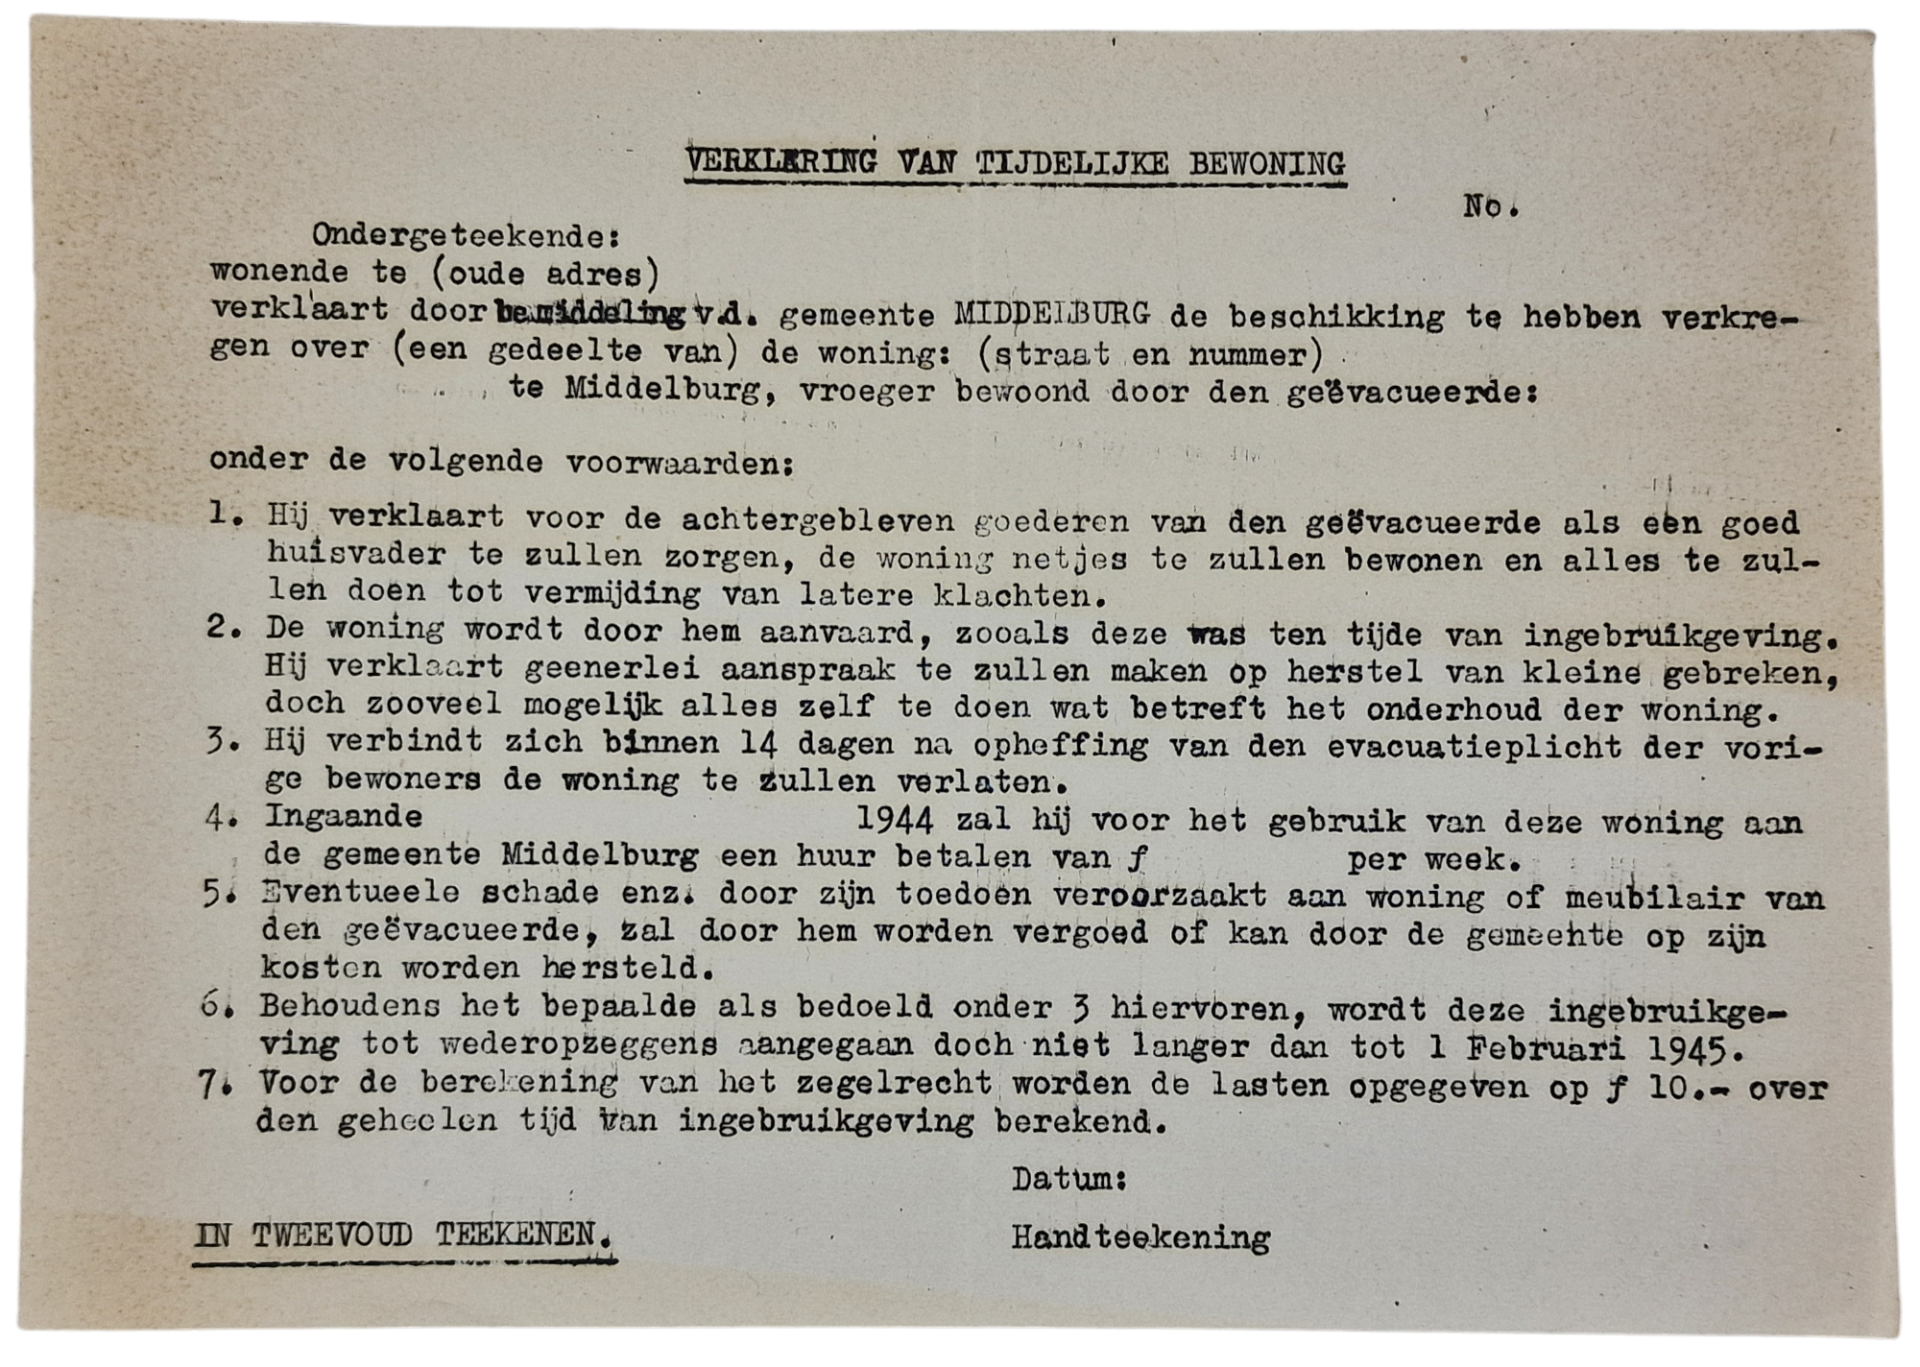 VERKLARING VAN TIJDELIJKE BEWONING
No.
Ondergeteekende:
wonende te (oude adres)
verklaart door bemiddeling v.d. gemeente MIDDELBURG de beschikking te hebben verkre-
gen over (een gedeelte van) de woning: (straat en nummer)
te Middelburg, vroeger bewoond door den geëvacueerde:
onder de volgende voorwaarden:
1. Hij verklaart voor de achtergebleven goederen van den geëvacueerde als een goed
huisvader te zullen zorgen, de woning netjes te zullen bewonen en alles te zul-
len doen tot vermijding van latere klachten.
2. De woning wordt door hem aanvaard, zooals deze was ten tijde van ingebruikgeving.
Hij verklaart geenerlei aanspraak te zullen maken op herstel van kleine gebreken,
doch zooveel mogelijk alles zelf te doen wat betreft het onderhoud der woning.
3. Hij verbindt zich binnen 14 dagen na opheffing van den evacuatieplicht der vori-
ge bewoners de woning te zullen verlaten.
4. Ingaande 1944 zal hij voor het gebruik van deze woning aan
de gemeente Middelburg een huur betalen van ƒ per week.
5. Eventueele schade enz. door zijn toedoen veroorzaakt aan woning of meubilair van
den geëvacueerde, zal door hem worden vergoed of kan door de gemeente op zijn
kosten worden hersteld.
6. Behoudens het bepaalde als bedoeld onder 3 hiervoren, wordt deze ingebruikge-
ving tot wederopzeggens aangegaan doch niet langer dan tot 1 Februari 1945.
7. Voor de berekening van het zegelrecht worden de lasten opgegeven op ƒ 10.- over
den geheelen tijd van ingebruikgeving berekend.
Datum:
IN TWEEVOUD TEEKENEN.
Handteekening